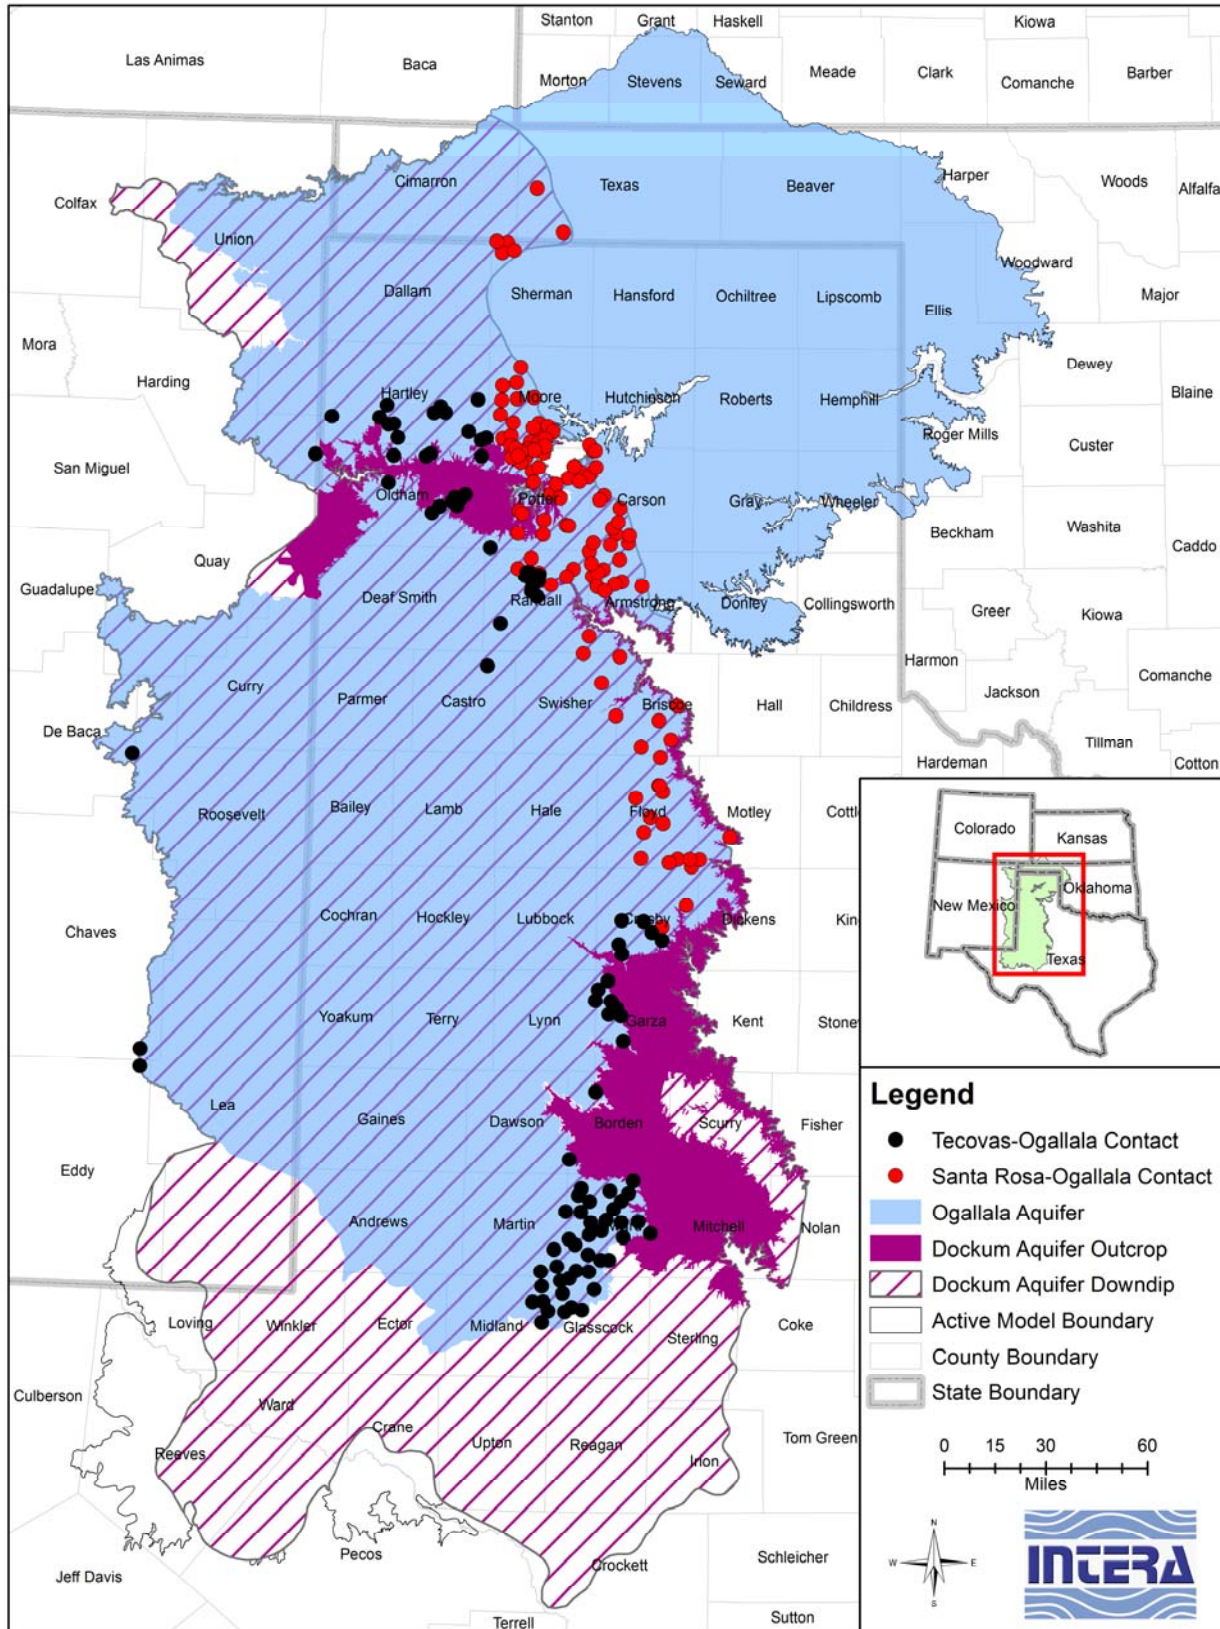 Stanton Grant Haskell Kiowa
Las Animas Baca
Morton Stevens Seward Meade Clark Comanche Barber
Colfax Cimarron Texas Beaver Harper Woods Alfalfa
Union Woodward
Dallam Sherman Hansford Ochiltree Lipscomb Ellis Major
Mora Harding Dewey
Hartley Moore Hutchinson Roberts Hemphill Blaine
Roger Mills Custer
San Miguel Oldham Potter Carson Gray Wheeler
Beckham Washita Caddo
Quay
Guadalupe Deaf Smith Randall Armstrong Donley Collingsworth Greer Kiowa
Harmon Jackson Comanche
Curry Parmer Castro Swisher Briscoe Hall Childress
De Baca Tillman
Hardeman Cotton
Roosevelt Bailey Lamb Hale Floyd Motley Cottl
Chaves Cochran Hockley Lubbock Crosby Dickens Kin
Yoakum Terry Lynn Garza Kent Stone
Lea Gaines Dawson Borden Scurry Fisher
Eddy Andrews Martin Mitchell Nolan
Loving Winkler Ector Midland Glasscock Sterling Coke
Culberson Ward
Reeves Crane Upton Reagan Irion Tom Green
Pecos Crockett Schleicher
Jeff Davis
Terrell Sutton
Colorado Kansas
New Mexico Oklahoma
Texas
Legend
Tecovas-Ogallala Contact
Santa Rosa-Ogallala Contact
Ogallala Aquifer
Dockum Aquifer Outcrop
Dockum Aquifer Downdip
Active Model Boundary
County Boundary
State Boundary
0 15 30 60
Miles
N
W E
S
INTERA